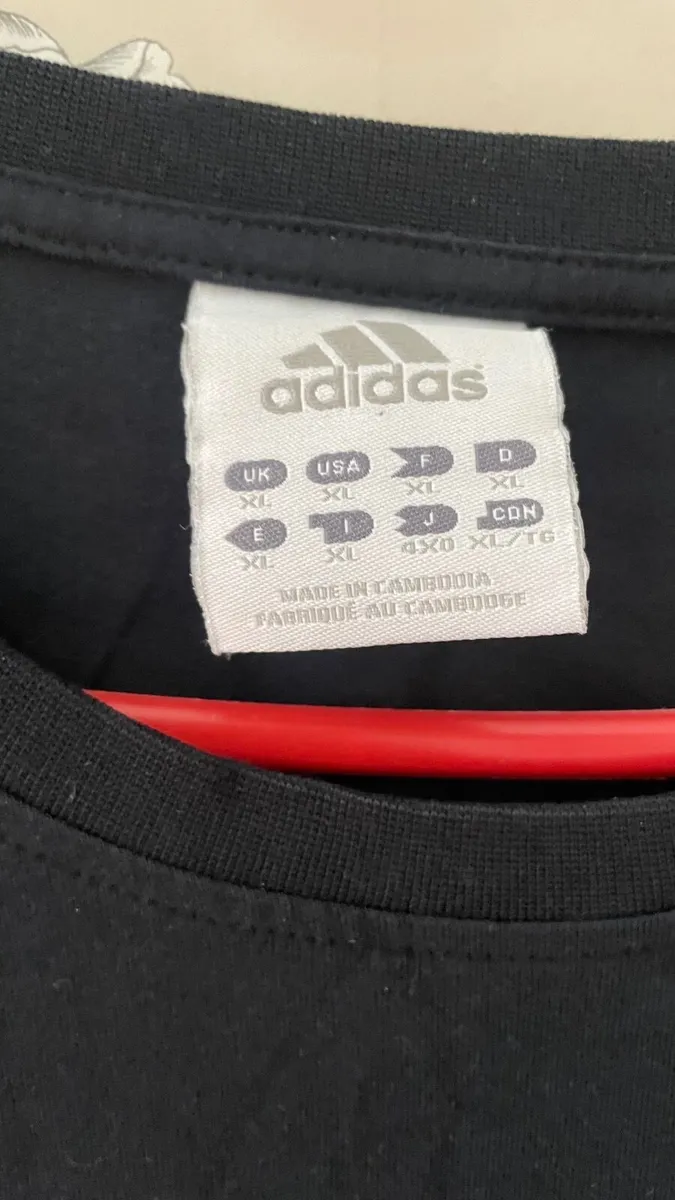 adidas
UK USA F D
XL XL XL XL
E I J CDN
XL XL 4XO XL/TG
MADE IN CAMBODIA
FABRIQUÉ AU CAMBODGE